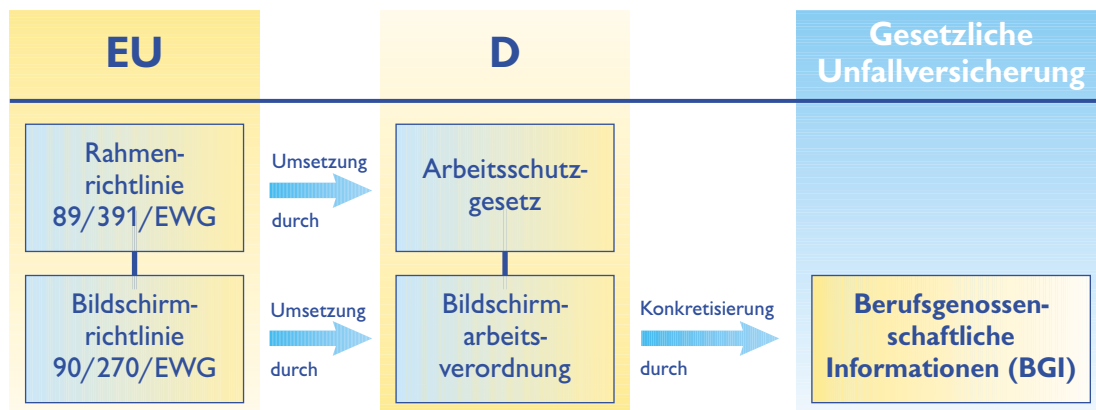 EU
D
Gesetzliche
Unfallversicherung
Rahmen-
richtlinie
89/391/EWG
Umsetzung
durch
Arbeitsschutz-
gesetz
Bildschirm-
richtlinie
90/270/EWG
Umsetzung
durch
Bildschirm-
arbeits-
verordnung
Konkretisierung
durch
Berufsgenossen-
schaftliche
Informationen (BGI)